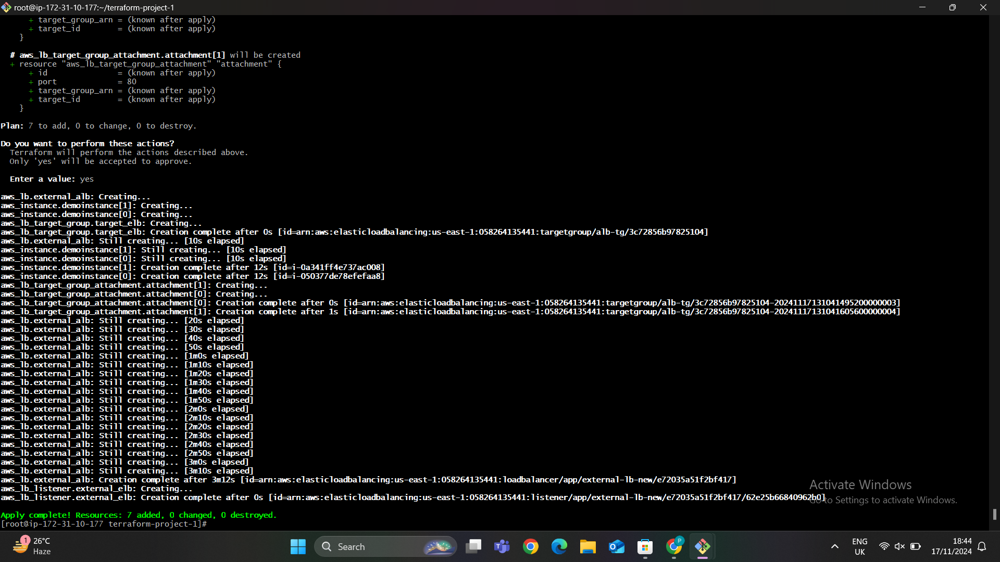 root@ip-172-31-10-177:~/terraform-project-1
+ target_group_arn = (known after apply)
+ target_id        = (known after apply)
}
# aws_lb_target_group_attachment.attachment[1] will be created
+ resource "aws_lb_target_group_attachment" "attachment" {
+ id               = (known after apply)
+ port             = 80
+ target_group_arn = (known after apply)
+ target_id        = (known after apply)
}
Plan: 7 to add, 0 to change, 0 to destroy.
Do you want to perform these actions?
Terraform will perform the actions described above.
Only 'yes' will be accepted to approve.
Enter a value: yes
aws_lb.external_alb: Creating...
aws_instance.demoinstance[1]: Creating...
aws_instance.demoinstance[0]: Creating...
aws_lb_target_group.target_elb: Creating...
aws_lb_target_group.target_elb: Creation complete after 0s [id=arn:aws:elasticloadbalancing:us-east-1:058264135441:targetgroup/alb-tg/3c72856b97825104]
aws_lb.external_alb: Still creating... [10s elapsed]
aws_instance.demoinstance[1]: Still creating... [10s elapsed]
aws_instance.demoinstance[0]: Still creating... [10s elapsed]
aws_instance.demoinstance[1]: Creation complete after 12s [id=i-0a341ff4e737ac008]
aws_instance.demoinstance[0]: Creation complete after 12s [id=i-050377de78efefaa8]
aws_lb_target_group_attachment.attachment[1]: Creating...
aws_lb_target_group_attachment.attachment[0]: Creating...
aws_lb_target_group_attachment.attachment[0]: Creation complete after 0s [id=arn:aws:elasticloadbalancing:us-east-1:058264135441:targetgroup/alb-tg/3c72856b97825104-20241117131041495200000003]
aws_lb_target_group_attachment.attachment[1]: Creation complete after 1s [id=arn:aws:elasticloadbalancing:us-east-1:058264135441:targetgroup/alb-tg/3c72856b97825104-20241117131041605600000004]
aws_lb.external_alb: Still creating... [20s elapsed]
aws_lb.external_alb: Still creating... [30s elapsed]
aws_lb.external_alb: Still creating... [40s elapsed]
aws_lb.external_alb: Still creating... [50s elapsed]
aws_lb.external_alb: Still creating... [1m0s elapsed]
aws_lb.external_alb: Still creating... [1m10s elapsed]
aws_lb.external_alb: Still creating... [1m20s elapsed]
aws_lb.external_alb: Still creating... [1m30s elapsed]
aws_lb.external_alb: Still creating... [1m40s elapsed]
aws_lb.external_alb: Still creating... [1m50s elapsed]
aws_lb.external_alb: Still creating... [2m0s elapsed]
aws_lb.external_alb: Still creating... [2m10s elapsed]
aws_lb.external_alb: Still creating... [2m20s elapsed]
aws_lb.external_alb: Still creating... [2m30s elapsed]
aws_lb.external_alb: Still creating... [2m40s elapsed]
aws_lb.external_alb: Still creating... [2m50s elapsed]
aws_lb.external_alb: Still creating... [3m0s elapsed]
aws_lb.external_alb: Still creating... [3m10s elapsed]
aws_lb.external_alb: Creation complete after 3m12s [id=arn:aws:elasticloadbalancing:us-east-1:058264135441:loadbalancer/app/external-lb-new/e72035a51f2bf417]
aws_lb_listener.external_elb: Creating...
aws_lb_listener.external_elb: Creation complete after 0s [id=arn:aws:elasticloadbalancing:us-east-1:058264135441:listener/app/external-lb-new/e72035a51f2bf417/62e25b66840962b0]
Activate Windows
Go to Settings to activate Windows.
Apply complete! Resources: 7 added, 0 changed, 0 destroyed.
[root@ip-172-31-10-177 terraform-project-1]#
1
26°C
Haze
Search
P
ENG
UK
18:44
17/11/2024